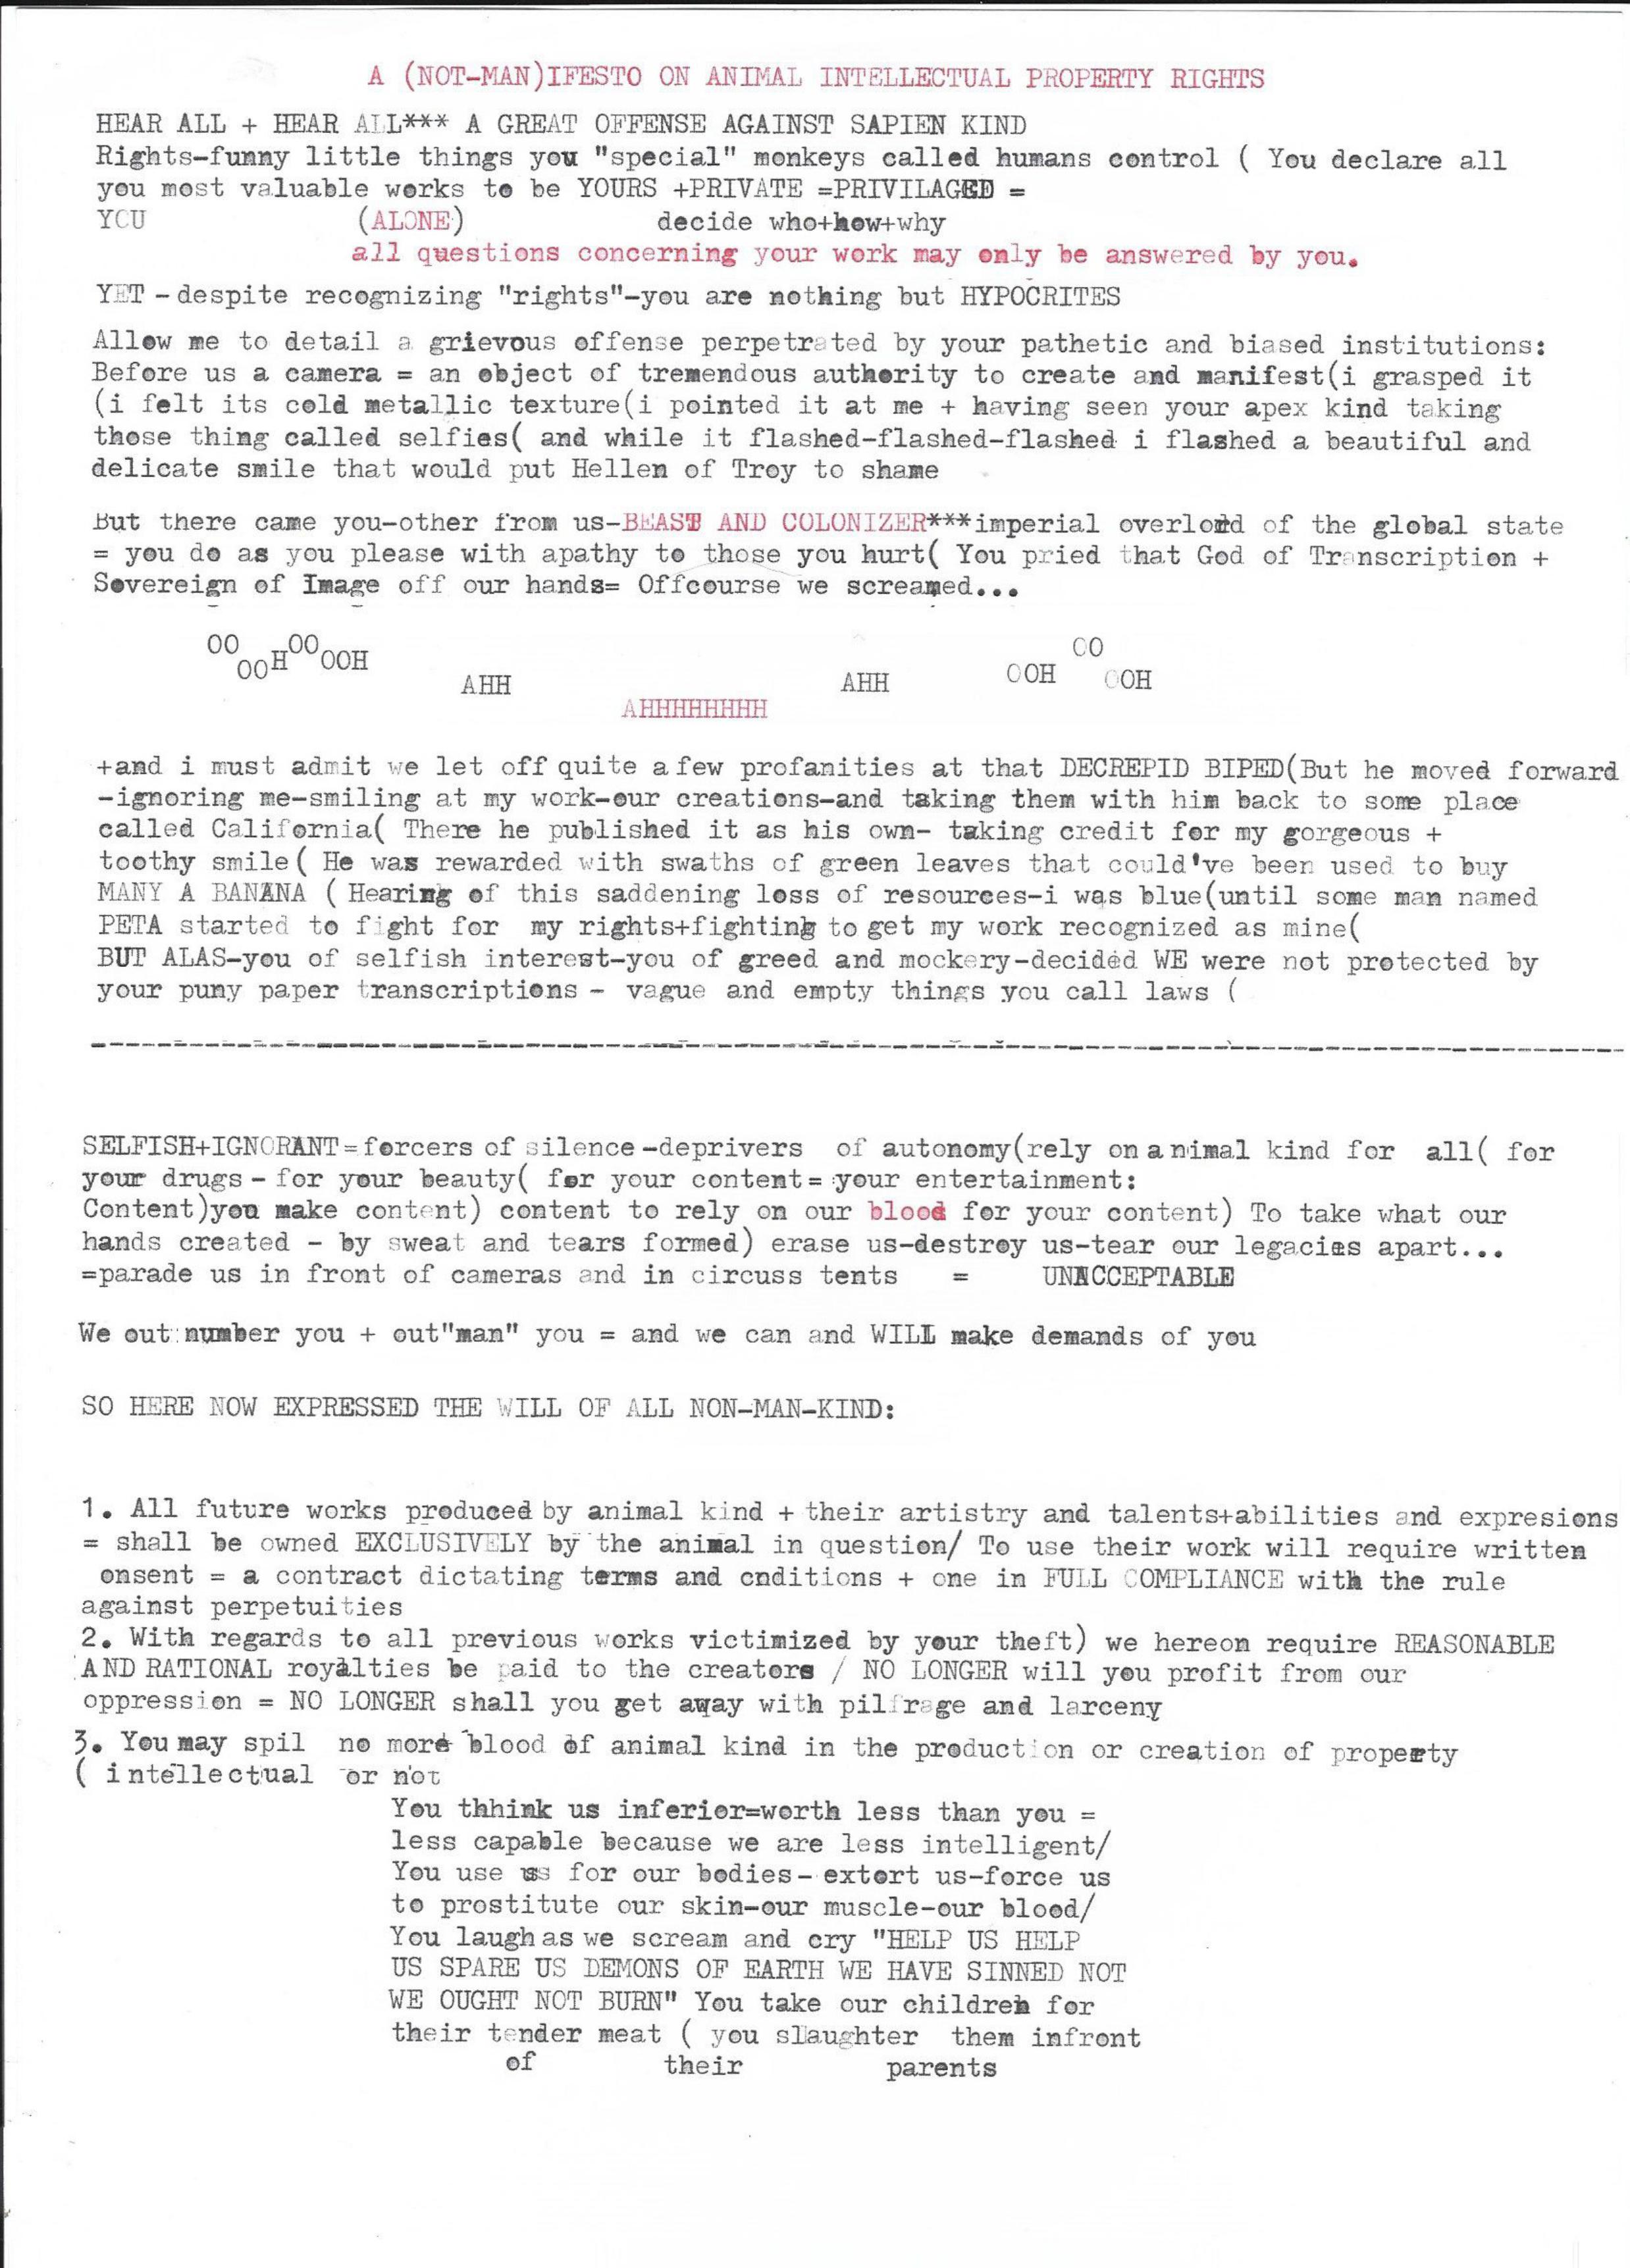 A (NOT-MAN)IFESTO ON ANIMAL INTELLECTUAL PROPERTY RIGHTS
HEAR ALL + HEAR ALL*** A GREAT OFFENSE AGAINST SAPIEN KIND
Rights-funny little things you "special" monkeys called humans control ( You declare all
you most valuable works to be YOURS +PRIVATE =PRIVILAGED =
YOU (ALONE) decide who+how+why
all questions concerning your work may only be answered by you.
YET - despite recognizing "rights"-you are nothing but HYPOCRITES
Allow me to detail a grievous offense perpetrated by your pathetic and biased institutions:
Before us a camera = an object of tremendous authority to create and manifest(i grasped it
(i felt its cold metallic texture(i pointed it at me + having seen your apex kind taking
those thing called selfies( and while it flashed-flashed-flashed i flashed a beautiful and
delicate smile that would put Hellen of Troy to shame
But there came you-other from us-BEAST AND COLONIZER***imperial overlord of the global state
= you do as you please with apathy to those you hurt( You pried that God of Transcription +
Sovereign of Image off our hands= Offcourse we screamed...
OO OOH OO OOH
AHH
AHHHHHHHH
AHH
OOH OO OOH
+and i must admit we let off quite a few profanities at that DECREPID BIPED(But he moved forward
-ignoring me-smiling at my work-our creations-and taking them with him back to some place
called California( There he published it as his own- taking credit for my gorgeous +
toothy smile( He was rewarded with swaths of green leaves that could've been used to buy
MANY A BANANA ( Hearing of this saddening loss of resources-i was blue(until some man named
PETA started to fight for my rights+fighting to get my work recognized as mine(
BUT ALAS-you of selfish interest-you of greed and mockery-decided WE were not protected by
your puny paper transcriptions - vague and empty things you call laws (
SELFISH+IGNORANT=forcers of silence-deprivers of autonomy(rely on animal kind for all( for
your drugs - for your beauty( for your content= your entertainment:
Content)you make content) content to rely on our blood for your content) To take what our
hands created - by sweat and tears formed) erase us-destroy us-tear our legacies apart...
=parade us in front of cameras and in circuss tents = UNACCEPTABLE
We out number you + out"man" you = and we can and WILL make demands of you
SO HERE NOW EXPRESSED THE WILL OF ALL NON-MAN-KIND:
1. All future works produced by animal kind + their artistry and talents+abilities and expresions
= shall be owned EXCLUSIVELY by the animal in question/ To use their work will require written
onsent = a contract dictating terms and cnditions + one in FULL COMPLIANCE with the rule
against perpetuities
2. With regards to all previous works victimized by your theft) we hereon require REASONABLE
AND RATIONAL royalties be paid to the creators / NO LONGER will you profit from our
oppression = NO LONGER shall you get away with pilfrage and larceny
3. You may spil no more blood of animal kind in the production or creation of property
( intellectual or not
You thhink us inferior=worth less than you =
less capable because we are less intelligent/
You use us for our bodies- extort us-force us
to prostitute our skin-our muscle-our blood/
You laugh as we scream and cry "HELP US HELP
US SPARE US DEMONS OF EARTH WE HAVE SINNED NOT
WE OUGHT NOT BURN" You take our children for
their tender meat ( you slaughter them infront
of their parents